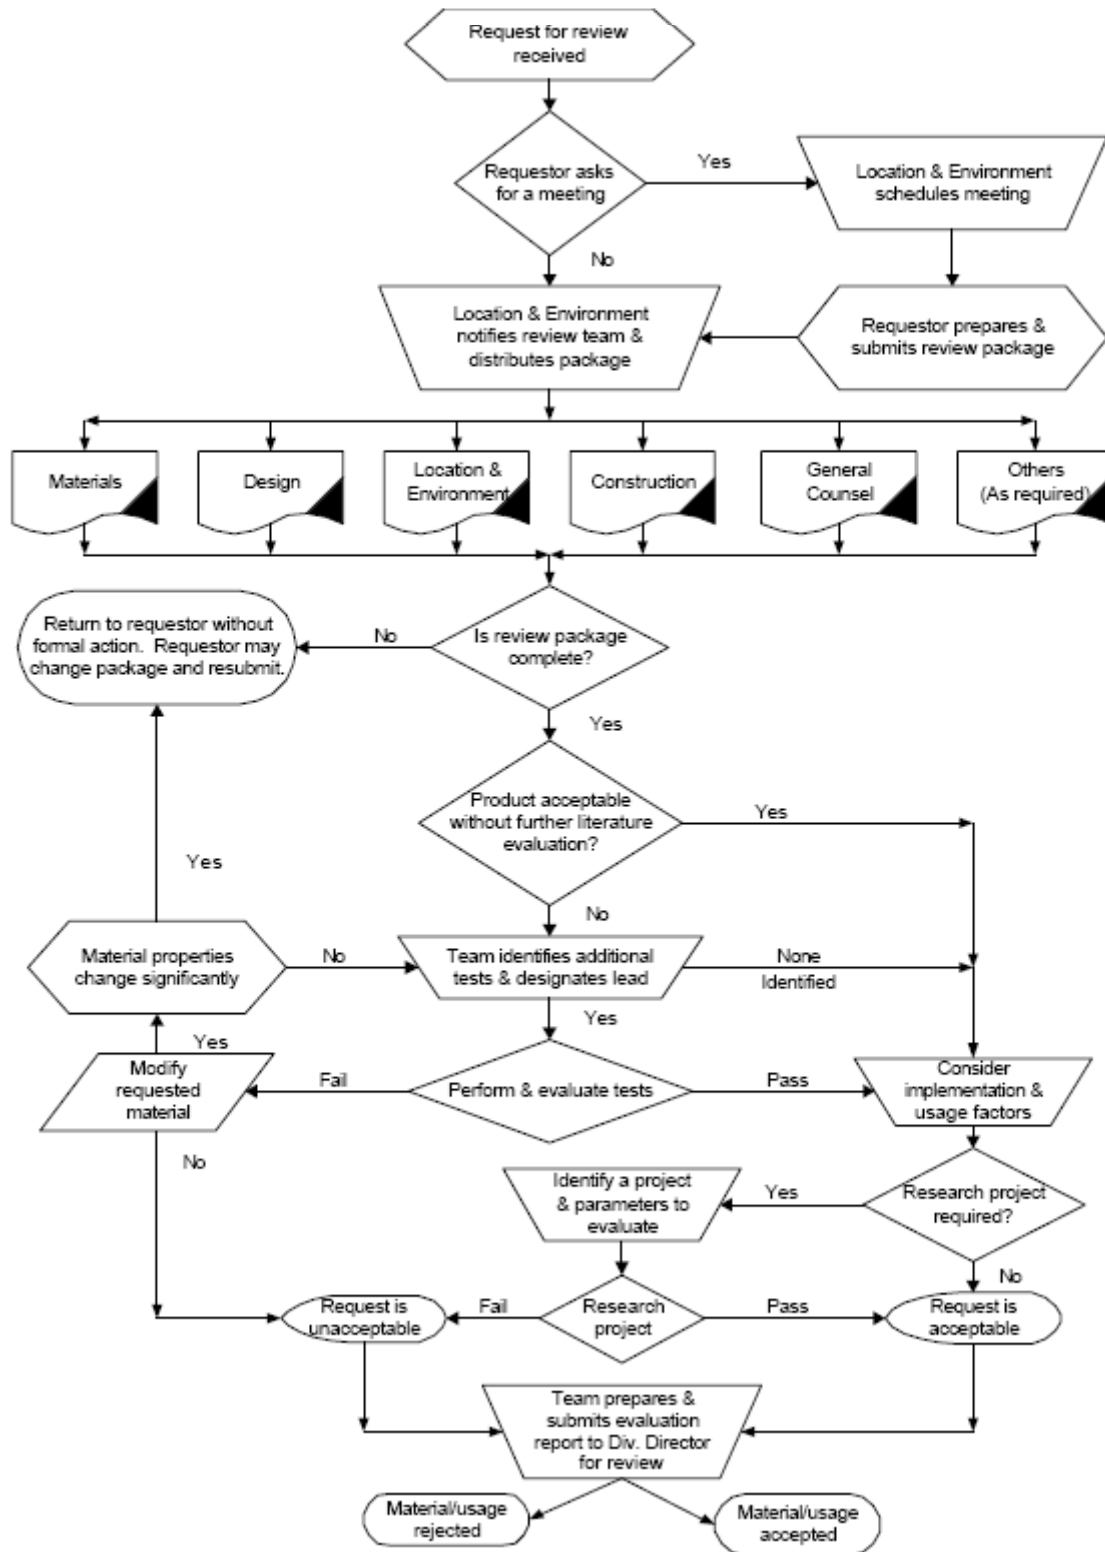 Request for review
received
Requestor asks
for a meeting
Yes
Location & Environment
schedules meeting
No
Location & Environment
notifies review team &
distributes package
Requestor prepares &
submits review package
Materials
Design
Location &
Environment
Construction
General
Counsel
Others
(As required)
Return to requestor without
formal action. Requestor may
change package and resubmit.
No
Is review package
complete?
Yes
Product acceptable
without further literature
evaluation?
Yes
Yes
No
Material properties
change significantly
No
Team identifies additional
tests & designates lead
None
Identified
Yes
Yes
Modify
requested
material
Fail
Perform & evaluate tests
Pass
Consider
implementation &
usage factors
No
Identify a project
& parameters to
evaluate
Yes
Research project
required?
No
Request is
unacceptable
Fail
Research
project
Pass
Request is
acceptable
Team prepares &
submits evaluation
report to Div. Director
for review
Material/usage
rejected
Material/usage
accepted